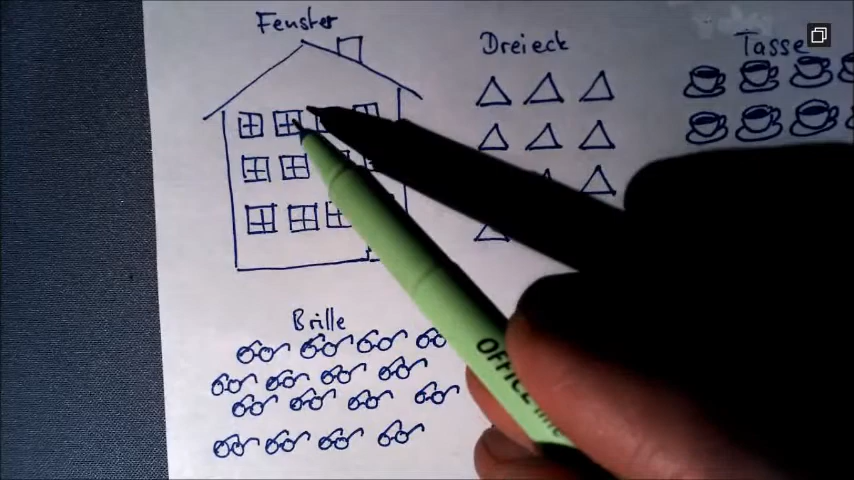 Fenster
Dreieck
Tasse
Brille
OFFICE